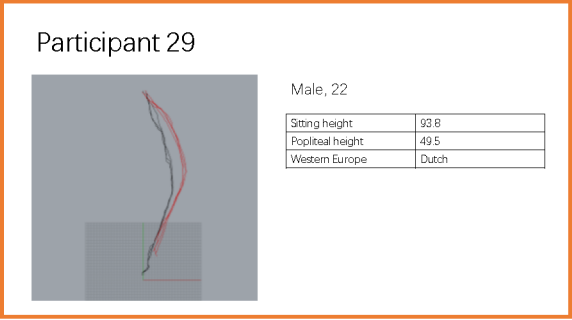 Participant 29
Male, 22
Sitting height 93.8
Popliteal height 49.5
Western Europe Dutch